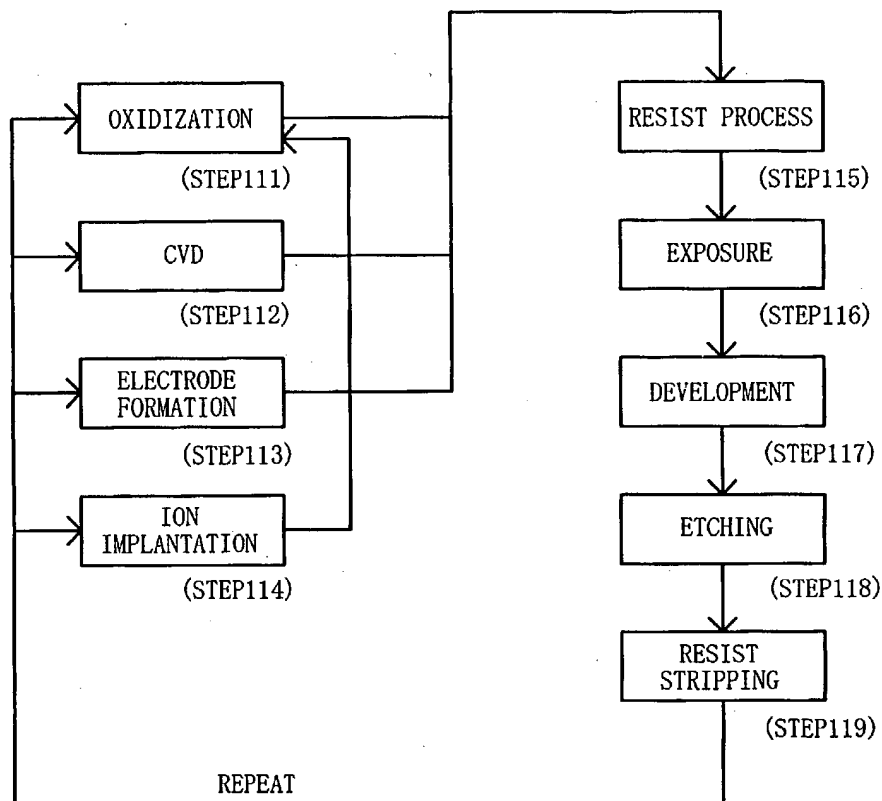 OXIDIZATION
(STEP111)
CVD
(STEP112)
ELECTRODE
FORMATION
(STEP113)
ION
IMPLANTATION
(STEP114)
RESIST PROCESS
(STEP115)
EXPOSURE
(STEP116)
DEVELOPMENT
(STEP117)
ETCHING
(STEP118)
RESIST
STRIPPING
(STEP119)
REPEAT